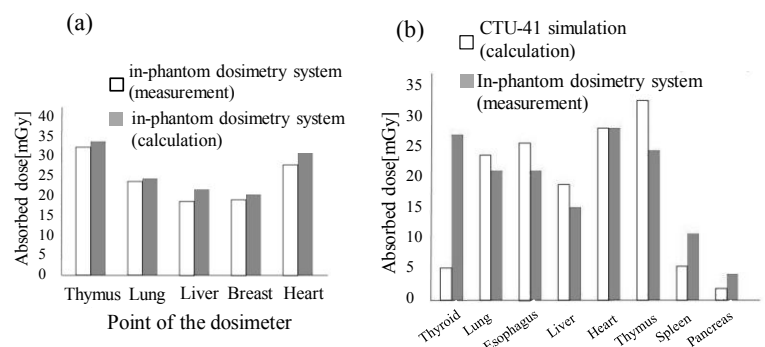 (a)
in-phantom dosimetry system
(measurement)
in-phantom dosimetry system
(calculation)
Absorbed dose[mGy]
40
35
30
25
20
15
10
5
0
Thymus Lung Liver Breast Heart
Point of the dosimeter
(b)
CTU-41 simulation
(calculation)
In-phantom dosimetry system
(measurement)
Absorbed dose[mGy]
35
30
25
20
15
10
5
0
Thyroid
Lung
Esophagus
Liver
Heart
Thymus
Spleen
Pancreas